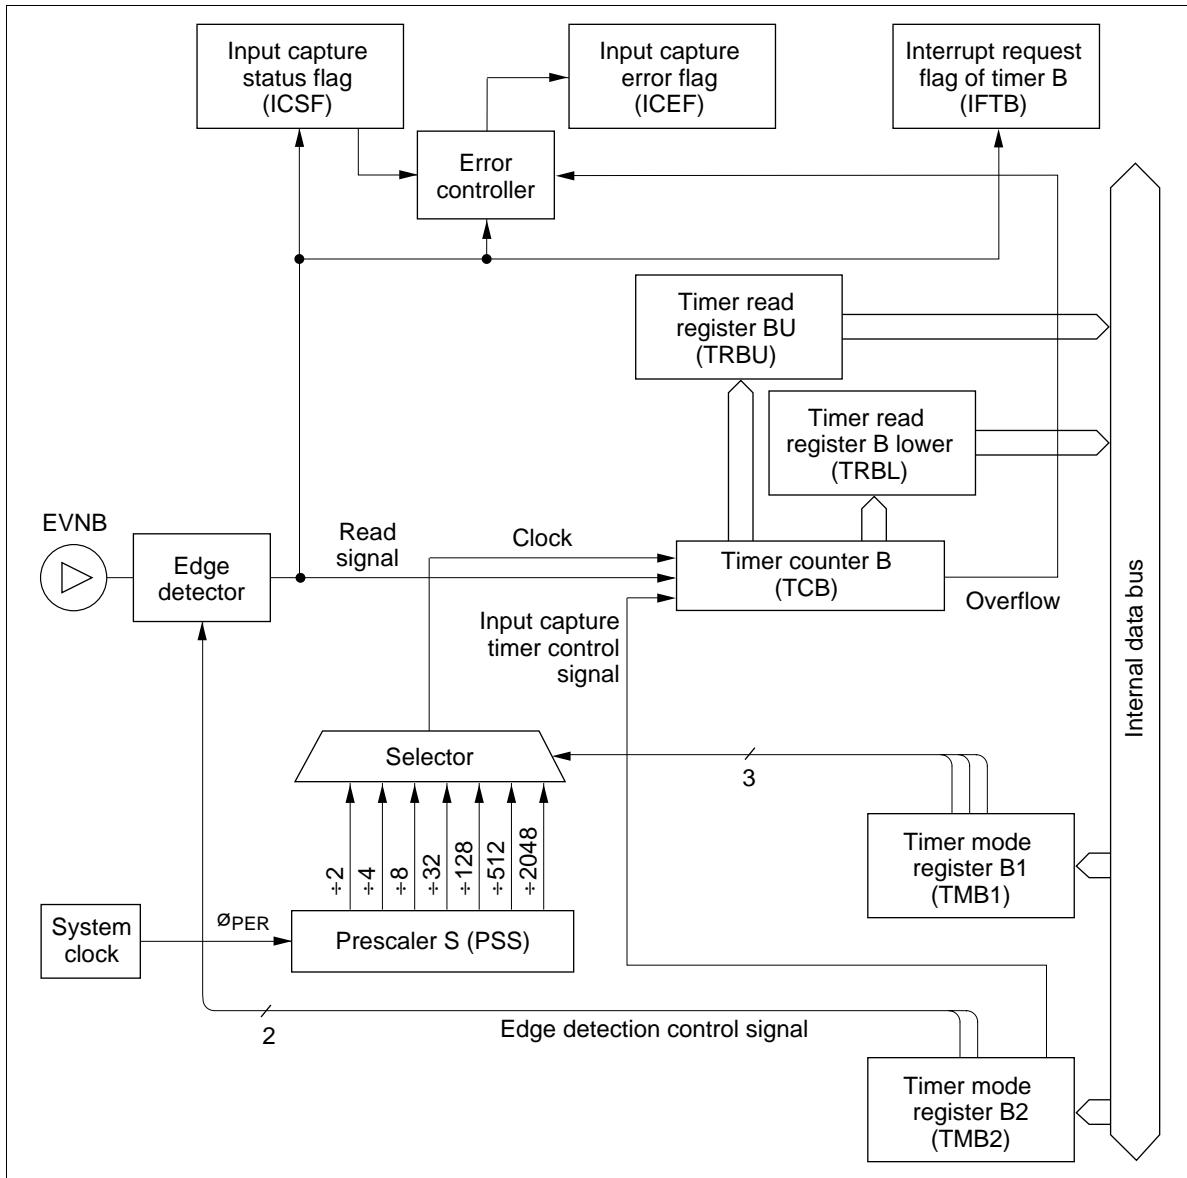 Input capture
status flag
(ICSF)
Input capture
error flag
(ICEF)
Interrupt request
flag of timer B
(IFTB)
Error
controller
Timer read
register BU
(TRBU)
Timer read
register B lower
(TRBL)
EVNB
Edge
detector
Read
signal
Clock
Timer counter B
(TCB)
Overflow
Input capture
timer control
signal
Internal data bus
Selector
3
÷2
÷4
÷8
÷32
÷128
÷512
÷2048
Timer mode
register B1
(TMB1)
System
clock
øPER
Prescaler S (PSS)
2
Edge detection control signal
Timer mode
register B2
(TMB2)